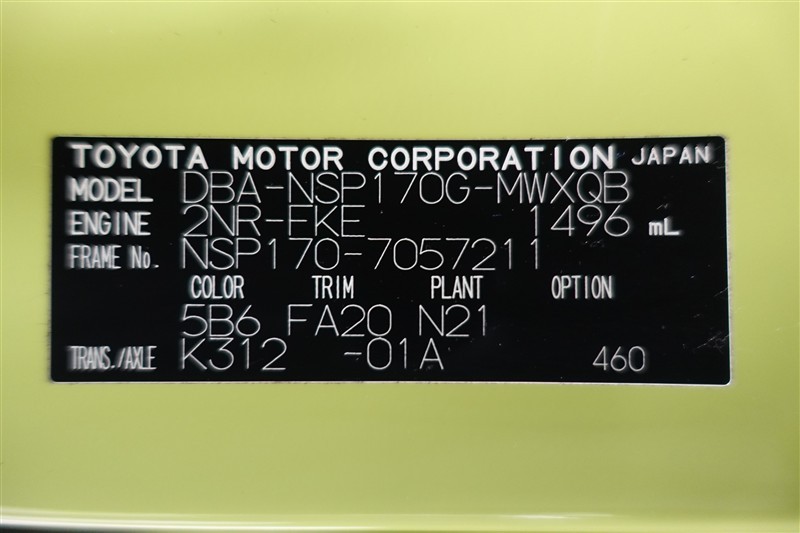 TOYOTA MOTOR CORPORATION JAPAN
MODEL DBA-NSP170G-MWXQB
ENGINE 2NR-FKE 1496 mL
FRAME No. NSP170-7057211
COLOR TRIM PLANT OPTION
5B6 FA20 N21
TRANS./AXLE K312 -01A 460